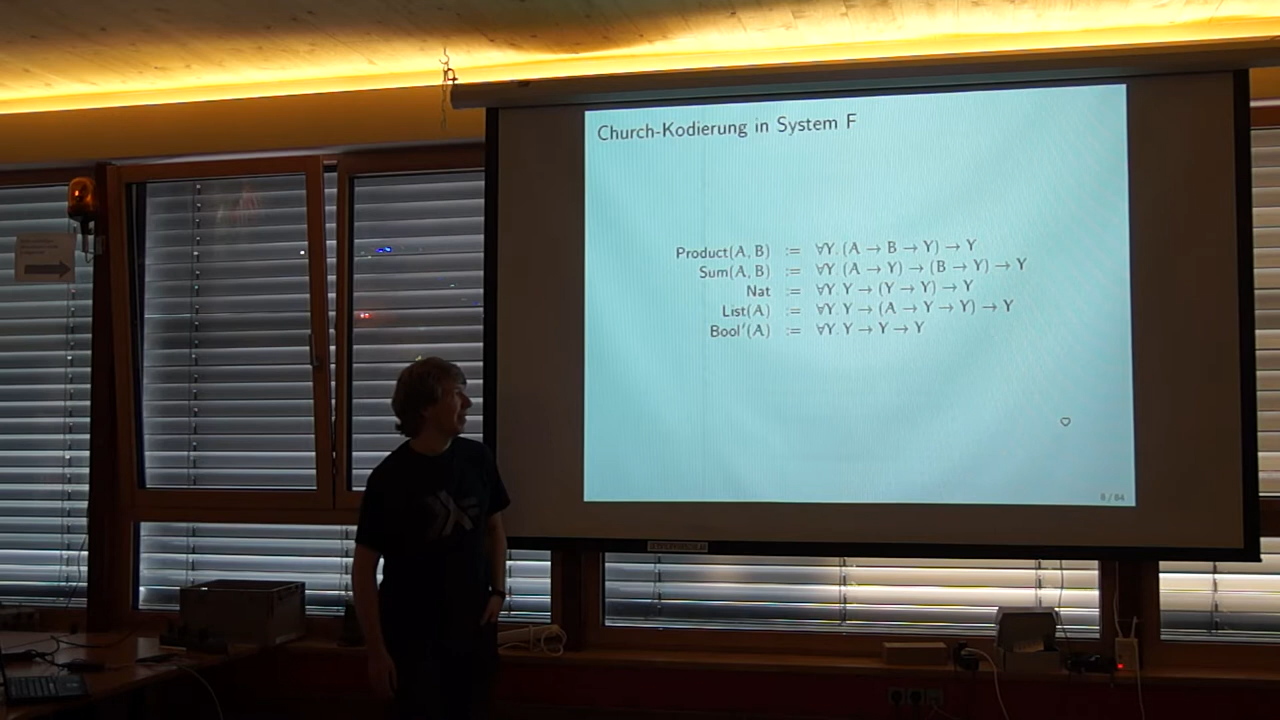 Church-Kodierung in System F
Product(A, B) := ∀Y. (A → B → Y) → Y
Sum(A, B) := ∀Y. (A → Y) → (B → Y) → Y
Nat := ∀Y. Y → (Y → Y) → Y
List(A) := ∀Y. Y → (A → Y → Y) → Y
Bool'(A) := ∀Y. Y → Y → Y
8 / 84